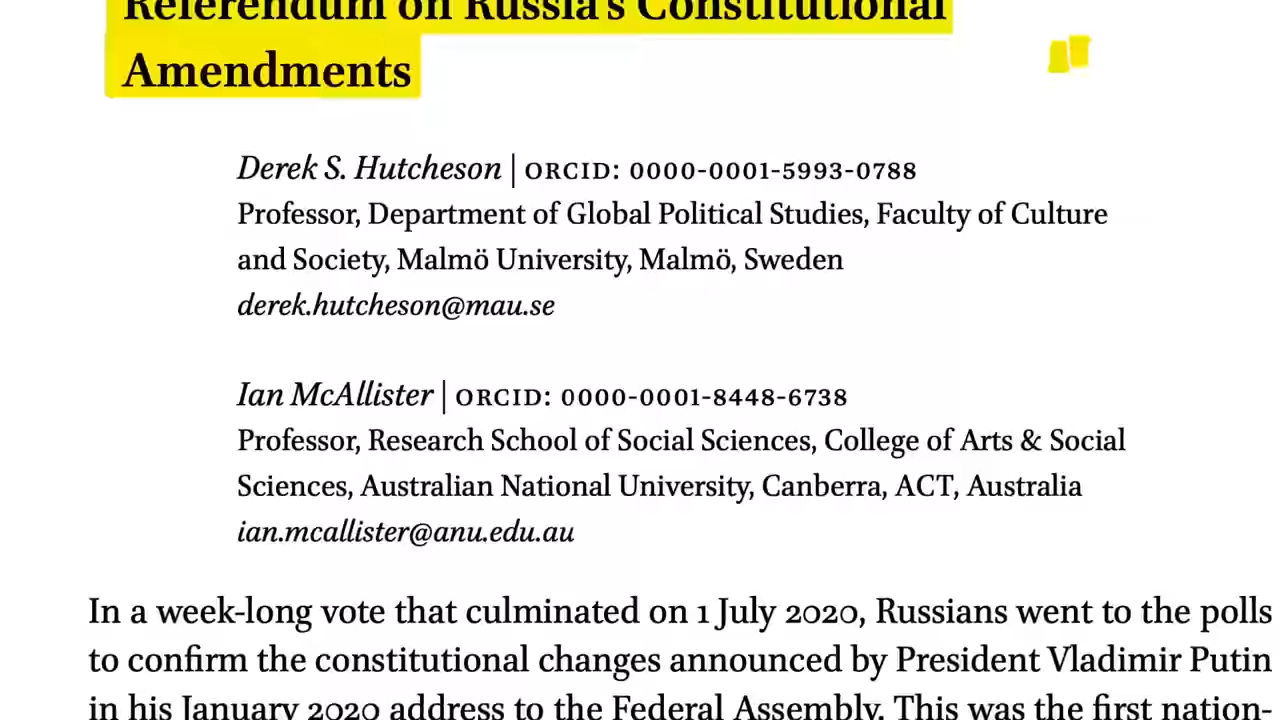 Referendum on Russia's Constitutional
Amendments
Derek S. Hutcheson | ORCID: 0000-0001-5993-0788
Professor, Department of Global Political Studies, Faculty of Culture
and Society, Malmö University, Malmö, Sweden
derek.hutcheson@mau.se
Ian McAllister | ORCID: 0000-0001-8448-6738
Professor, Research School of Social Sciences, College of Arts & Social
Sciences, Australian National University, Canberra, ACT, Australia
ian.mcallister@anu.edu.au
In a week-long vote that culminated on 1 July 2020, Russians went to the polls
to confirm the constitutional changes announced by President Vladimir Putin
in his January 2020 address to the Federal Assembly. This was the first nation-